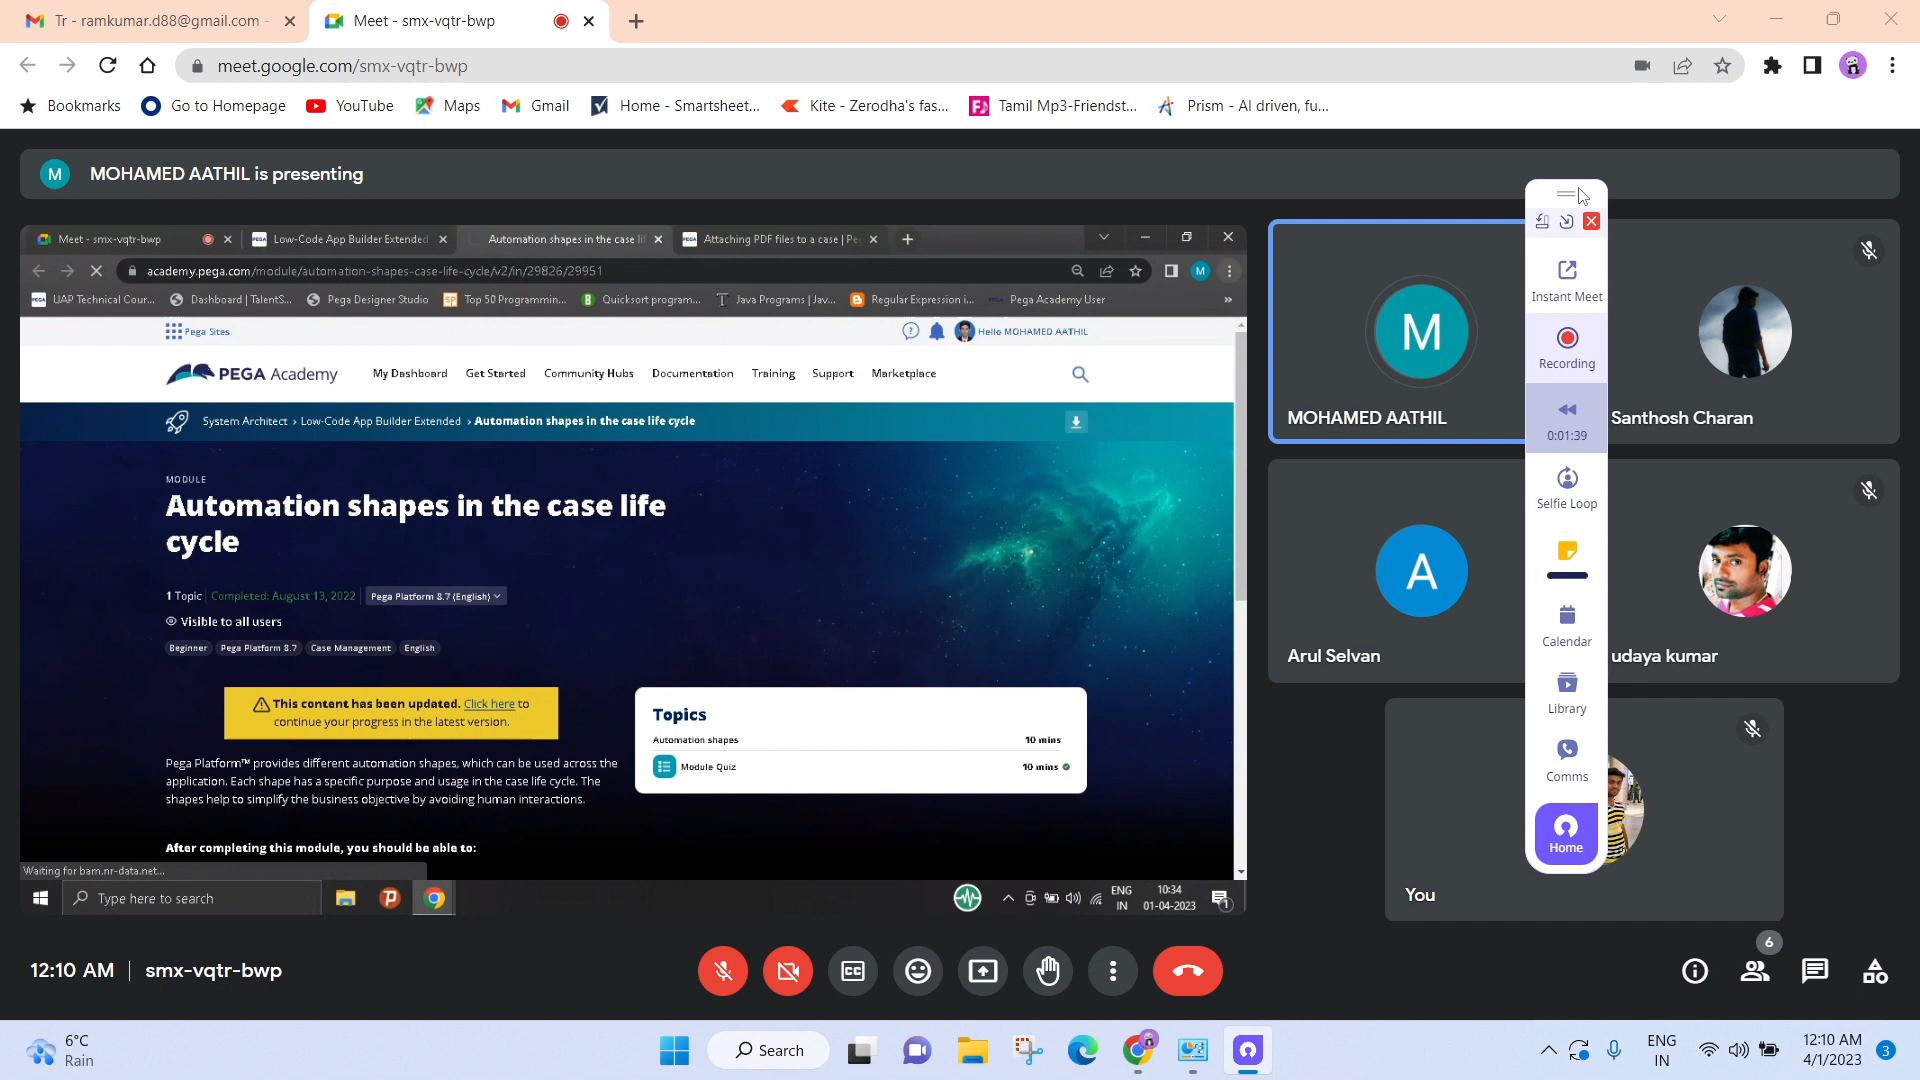 Tr - ramkumar.d88@gmail.com -
Meet - smx-vqtr-bwp
meet.google.com/smx-vqtr-bwp
Bookmarks
Go to Homepage
YouTube
Maps
Gmail
Home - Smartsheet...
Kite - Zerodha's fas...
Tamil Mp3-Friendst...
Prism - AI driven, fu...
M
MOHAMED AATHIL is presenting
Meet - smx-vqtr-bwp
Low-Code App Builder Extended
Automation shapes in the case li
Attaching PDF files to a case | Pe
academy.pega.com/module/automation-shapes-case-life-cycle/v2/in/29826/29951
M
UAP Technical Cour...
Dashboard | TalentS...
Pega Designer Studio
Top 50 Programmin...
Quicksort program...
Java Programs | Jav...
Regular Expression i...
Pega Academy User
»
Pega Sites
Hello MOHAMED AATHIL
PEGA Academy
My Dashboard
Get Started
Community Hubs
Documentation
Training
Support
Marketplace
System Architect › Low-Code App Builder Extended › Automation shapes in the case life cycle
MODULE
Automation shapes in the case life
cycle
1 Topic
Completed: August 13, 2022
Pega Platform 8.7 (English)
Visible to all users
Beginner
Pega Platform 8.7
Case Management
English
This content has been updated. Click here to
continue your progress in the latest version.
Pega Platform™ provides different automation shapes, which can be used across the
application. Each shape has a specific purpose and usage in the case life cycle. The
shapes help to simplify the business objective by avoiding human interactions.
After completing this module, you should be able to:
Topics
Automation shapes 10 mins
Module Quiz 10 mins
Waiting for bam.nr-data.net...
Type here to search
ENG
IN
10:34
01-04-2023
1
M
MOHAMED AATHIL
Santhosh Charan
A
Arul Selvan
udaya kumar
You
Instant Meet
Recording
0:01:39
Selfie Loop
Calendar
Library
Comms
Home
12:10 AM | smx-vqtr-bwp
6
6°C
Rain
Search
ENG
IN
12:10 AM
4/1/2023
3